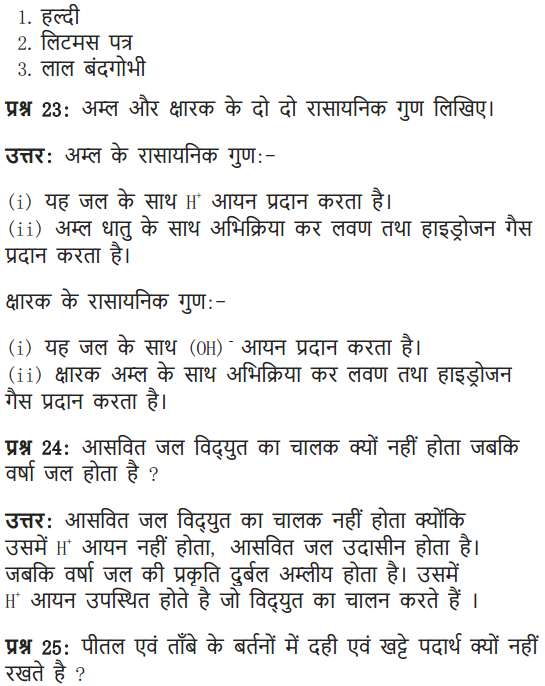 1. हल्दी
2. लिटमस पत्र
3. लाल बंदगोभी
प्रश्न 23: अम्ल और क्षारक के दो दो रासायनिक गुण लिखिए।
उत्तर: अम्ल के रासायनिक गुण:-
(i) यह जल के साथ H⁺ आयन प्रदान करता है।
(ii) अम्ल धातु के साथ अभिक्रिया कर लवण तथा हाइड्रोजन गैस
प्रदान करता है।
क्षारक के रासायनिक गुण:-
(i) यह जल के साथ (OH)⁻ आयन प्रदान करता है।
(ii) क्षारक अम्ल के साथ अभिक्रिया कर लवण तथा हाइड्रोजन
गैस प्रदान करता है।
प्रश्न 24: आसवित जल विद्युत का चालक क्यों नहीं होता जबकि
वर्षा जल होता है ?
उत्तर: आसवित जल विद्युत का चालक नहीं होता क्योंकि
उसमें H⁺ आयन नहीं होता, आसवित जल उदासीन होता है।
जबकि वर्षा जल की प्रकृति दुर्बल अम्लीय होता है। उसमें
H⁺ आयन उपस्थित होते है जो विद्युत का चालन करते हैं ।
प्रश्न 25: पीतल एवं ताँबे के बर्तनों में दही एवं खट्टे पदार्थ क्यों नहीं
रखते है ?